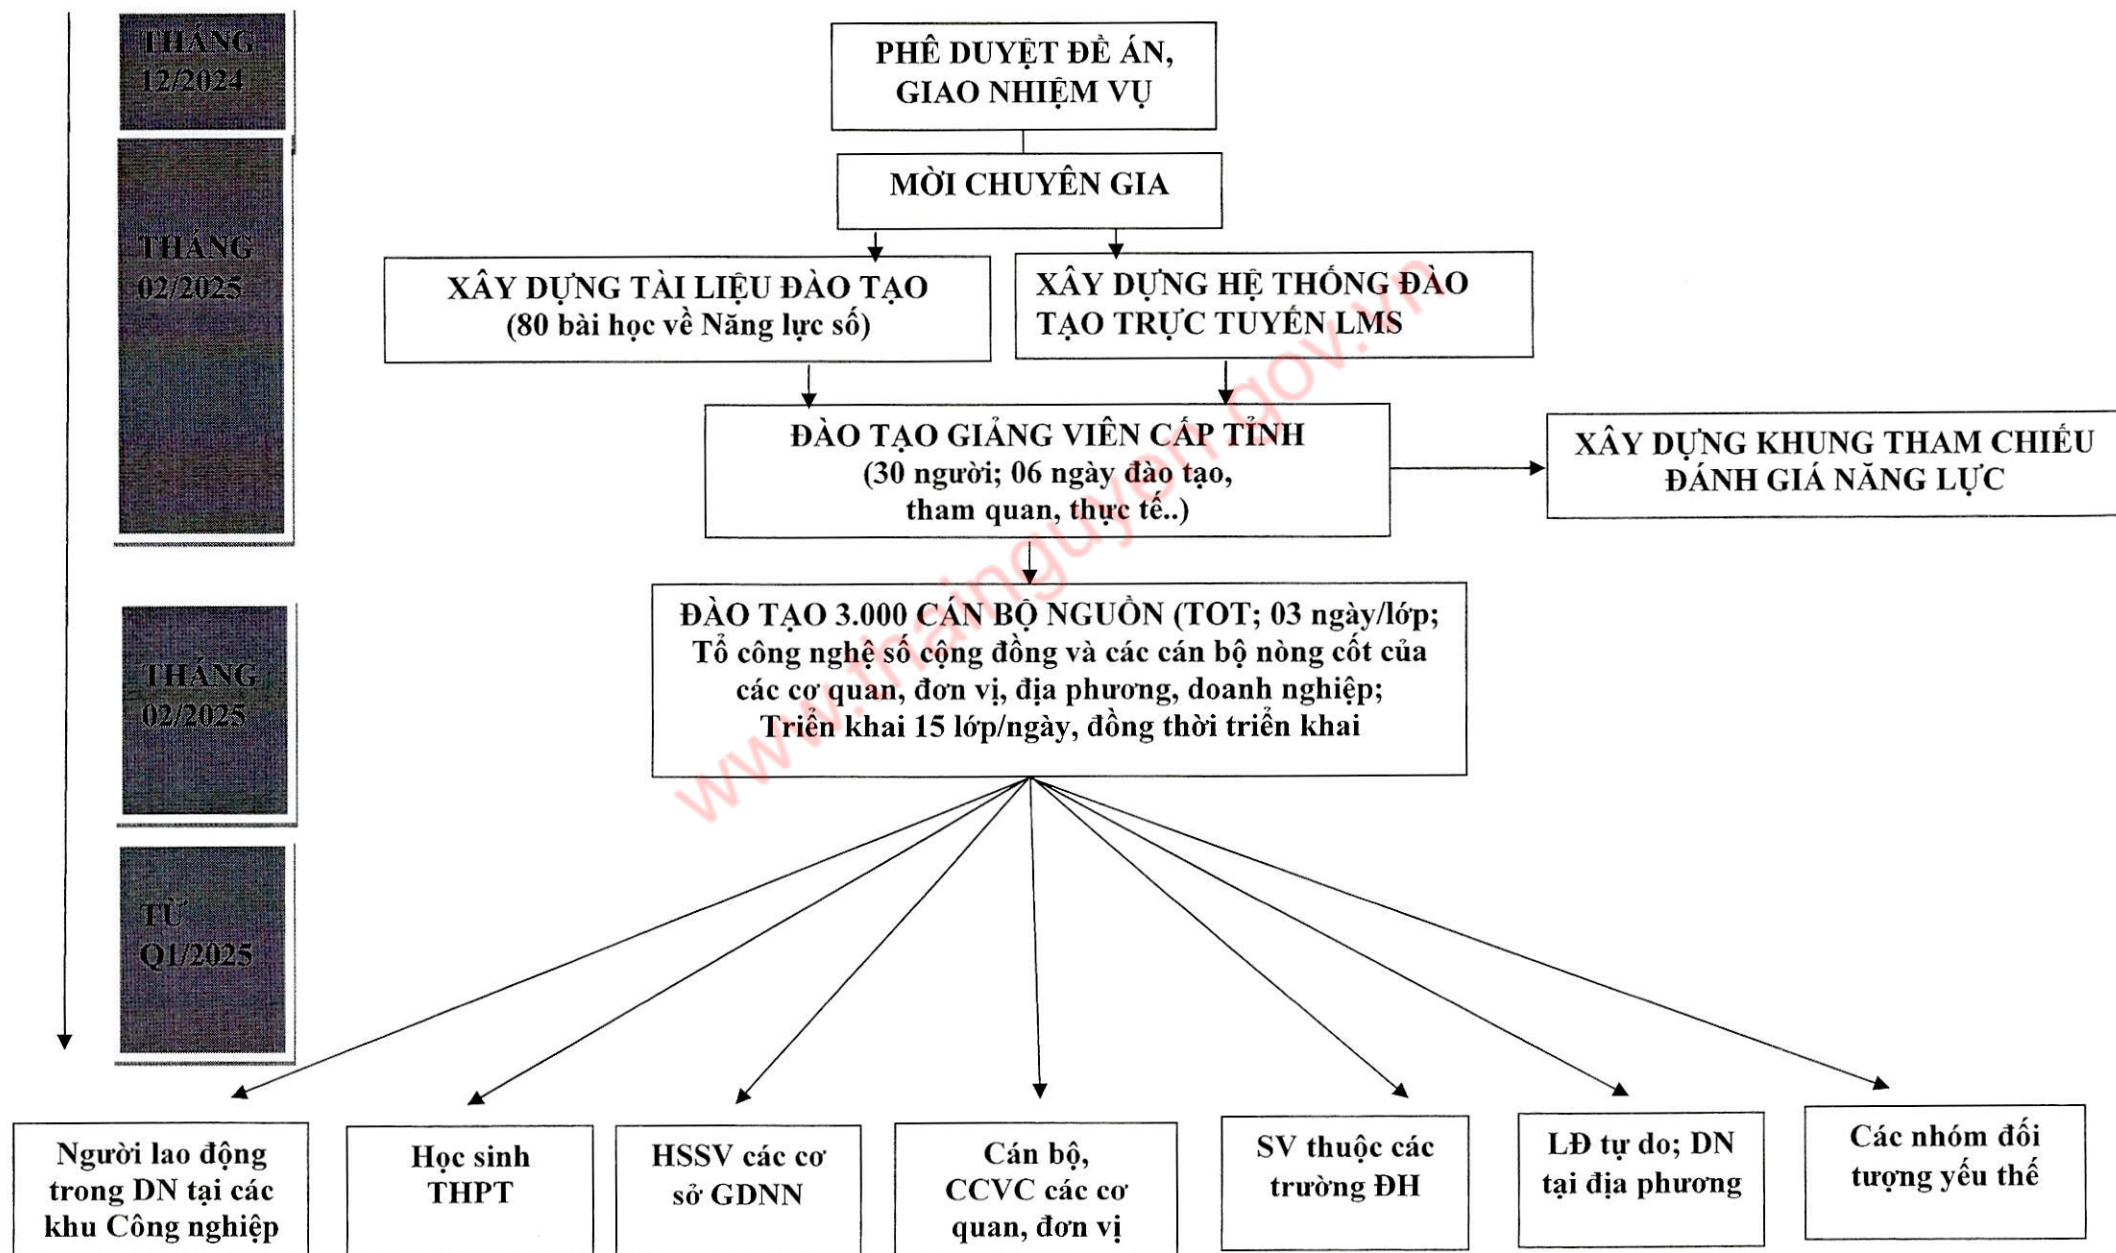 THÁNG
12/2024
PHÊ DUYỆT ĐỀ ÁN,
GIAO NHIỆM VỤ
MỜI CHUYÊN GIA
THÁNG
02/2025
XÂY DỰNG TÀI LIỆU ĐÀO TẠO
(80 bài học về Năng lực số)
XÂY DỰNG HỆ THỐNG ĐÀO
TẠO TRỰC TUYẾN LMS
ĐÀO TẠO GIẢNG VIÊN CẤP TỈNH
(30 người; 06 ngày đào tạo,
tham quan, thực tế..)
XÂY DỰNG KHUNG THAM CHIẾU
ĐÁNH GIÁ NĂNG LỰC
THÁNG
02/2025
ĐÀO TẠO 3.000 CÁN BỘ NGUỒN (TOT; 03 ngày/lớp;
Tổ công nghệ số cộng đồng và các cán bộ nòng cốt của
các cơ quan, đơn vị, địa phương, doanh nghiệp;
Triển khai 15 lớp/ngày, đồng thời triển khai
www.thainguyen.gov.vn
TỪ
Q1/2025
Người lao động
trong DN tại các
khu Công nghiệp
Học sinh
THPT
HSSV các cơ
sở GDNN
Cán bộ,
CCVC các cơ
quan, đơn vị
SV thuộc các
trường ĐH
LĐ tự do; DN
tại địa phương
Các nhóm đối
tượng yếu thế